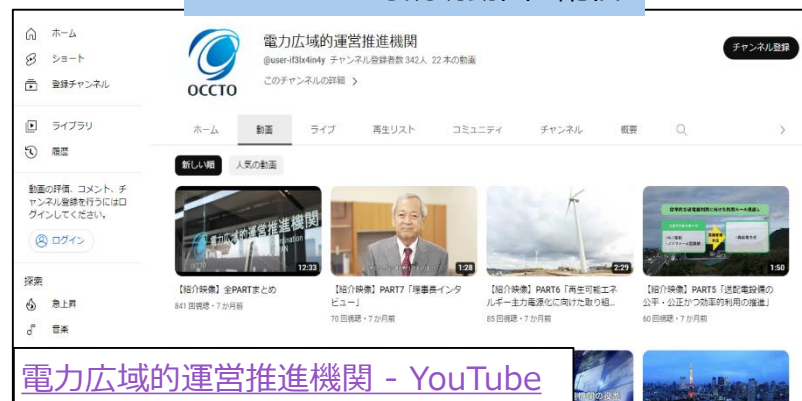 ホーム
ショート
登録チャンネル
ライブラリ
履歴
動画の評価、コメント、チ
ャンネル登録を行うにはロ
グインしてください。
ログイン
探索
急上昇
音楽
OCCTO
電力広域的運営推進機関
@user-if3lx4in4y チャンネル登録者数 342人 22 本の動画
このチャンネルの詳細 >
チャンネル登録
ホーム 動画 ライブ 再生リスト コミュニティ チャンネル 概要 >
新しい順 人気の動画
電力広域的運営推進機関
12:33
【紹介映像】全PARTまとめ
841 回視聴・7 か月前
1:28
【紹介映像】PART7「理事長インタ
ビュー」
70 回視聴・7 か月前
2:29
【紹介映像】PART6「再生可能エネ
ルギー主力電源化に向けた取り組...
85 回視聴・7 か月前
1:50
【紹介映像】PART5「送配電設備の
公平・公正かつ効率的利用の推進」
60 回視聴・7 か月前
電力広域的運営推進機関 - YouTube